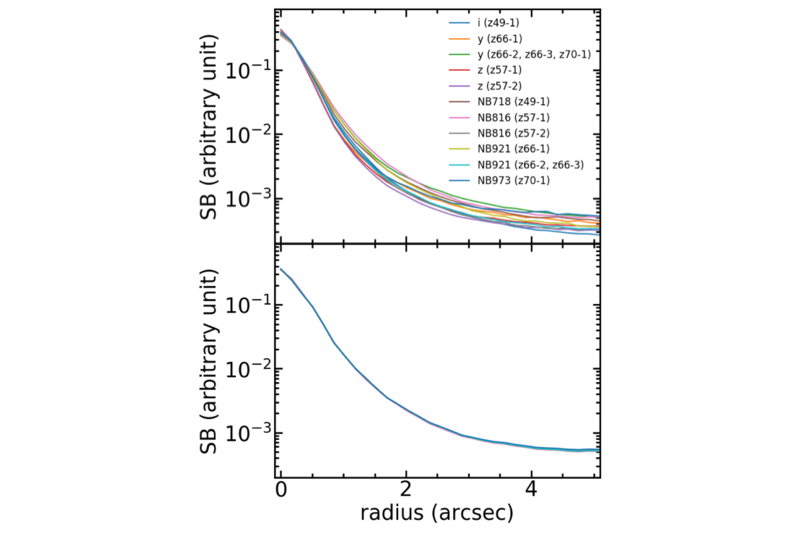 SB (arbitrary unit)
10⁻¹
10⁻²
10⁻³
i (z49-1)
y (z66-1)
y (z66-2, z66-3, z70-1)
z (z57-1)
z (z57-2)
NB718 (z49-1)
NB816 (z57-1)
NB816 (z57-2)
NB921 (z66-1)
NB921 (z66-2, z66-3)
NB973 (z70-1)
SB (arbitrary unit)
10⁻¹
10⁻²
10⁻³
0 2 4
radius (arcsec)